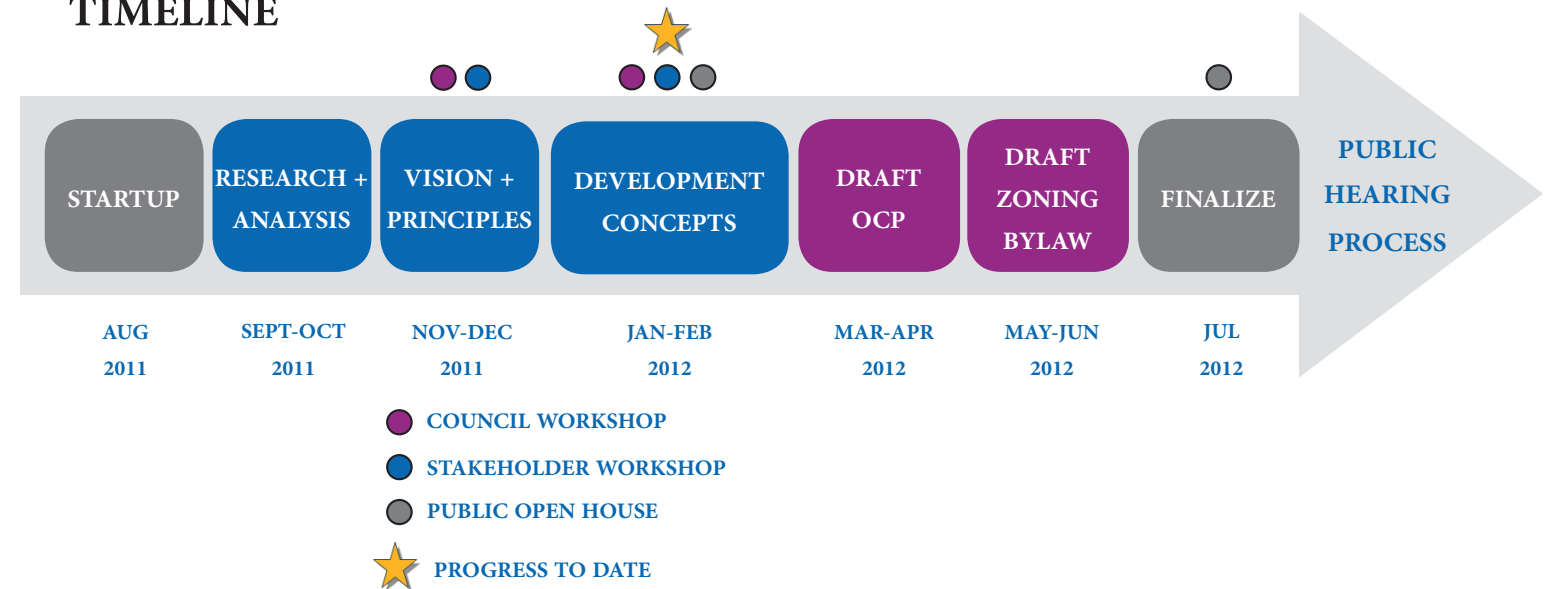 TIMELINE
STARTUP
RESEARCH +
ANALYSIS
VISION +
PRINCIPLES
DEVELOPMENT
CONCEPTS
DRAFT
OCP
DRAFT
ZONING
BYLAW
FINALIZE
PUBLIC
HEARING
PROCESS
AUG
2011
SEPT-OCT
2011
NOV-DEC
2011
JAN-FEB
2012
MAR-APR
2012
MAY-JUN
2012
JUL
2012
COUNCIL WORKSHOP
STAKEHOLDER WORKSHOP
PUBLIC OPEN HOUSE
PROGRESS TO DATE